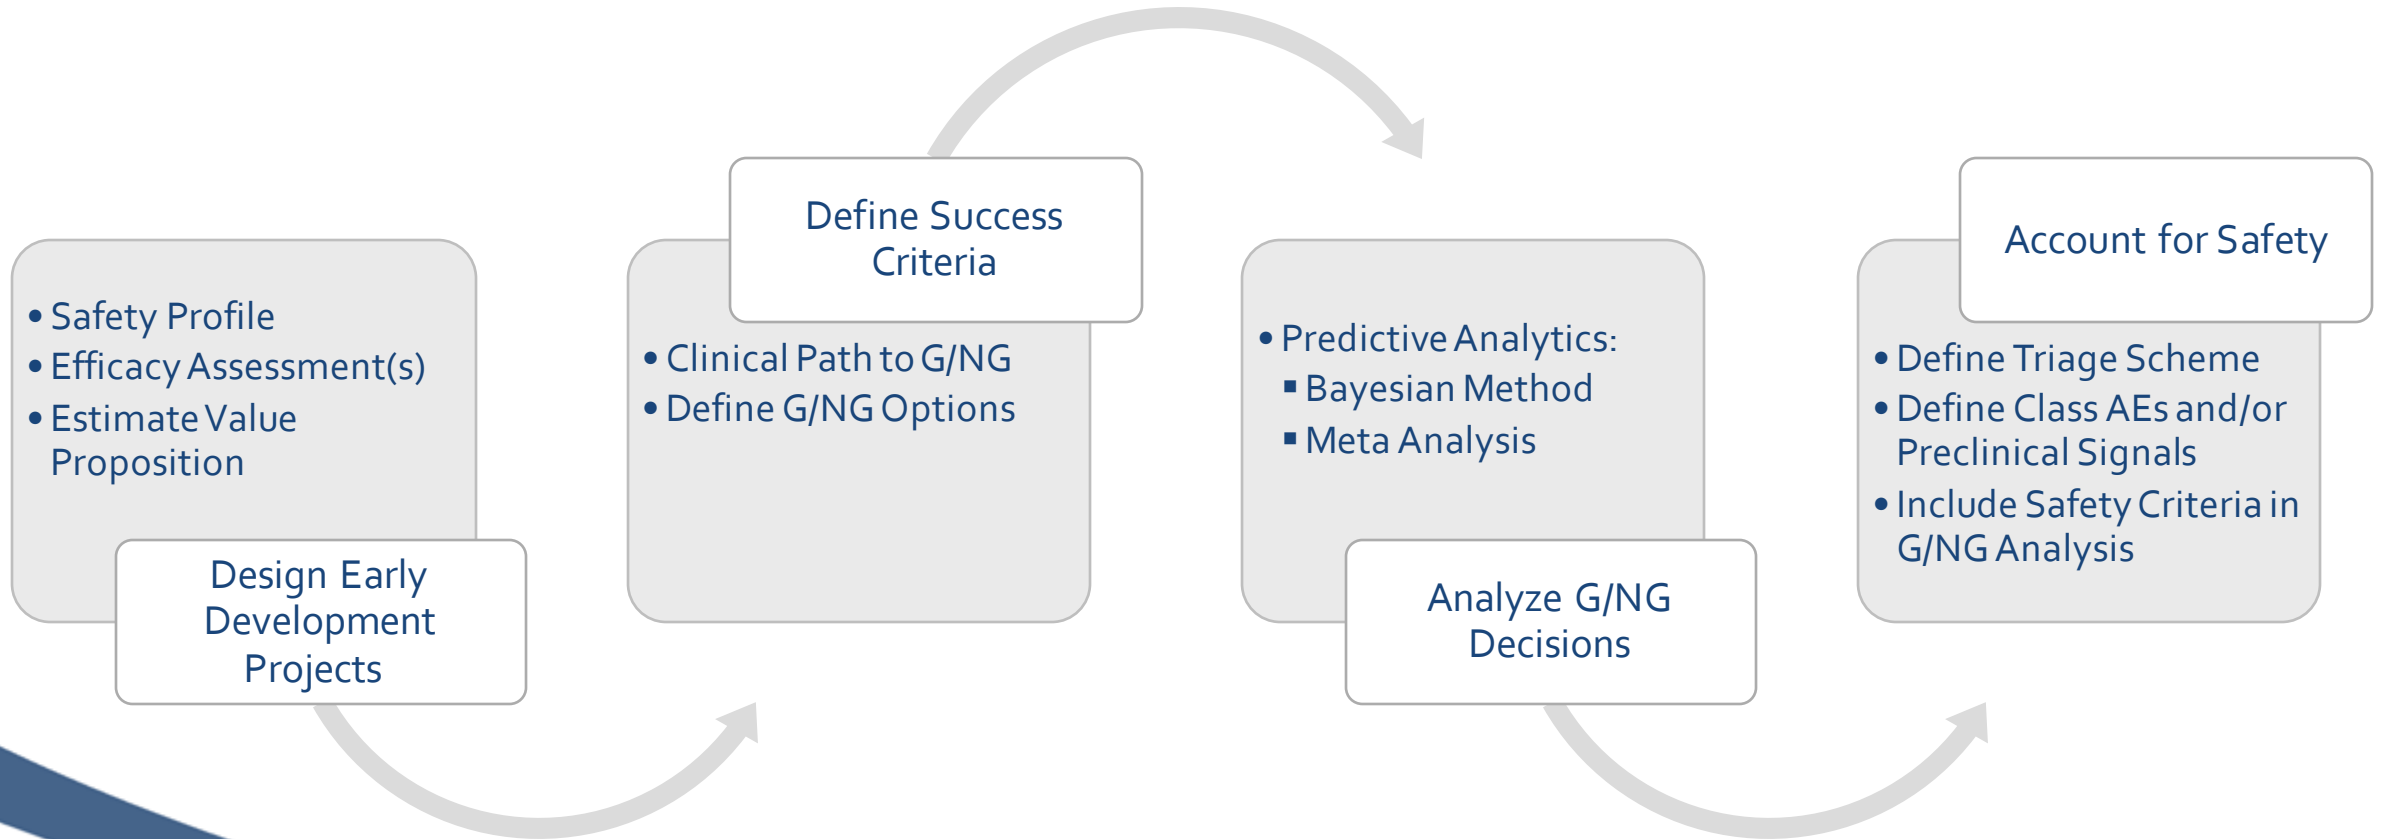 • Safety Profile
• Efficacy Assessment(s)
• Estimate Value
Proposition
Design Early
Development
Projects
Define Success
Criteria
• Clinical Path to G/NG
• Define G/NG Options
• Predictive Analytics:
▪ Bayesian Method
▪ Meta Analysis
Analyze G/NG
Decisions
Account for Safety
• Define Triage Scheme
• Define Class AEs and/or
Preclinical Signals
• Include Safety Criteria in
G/NG Analysis